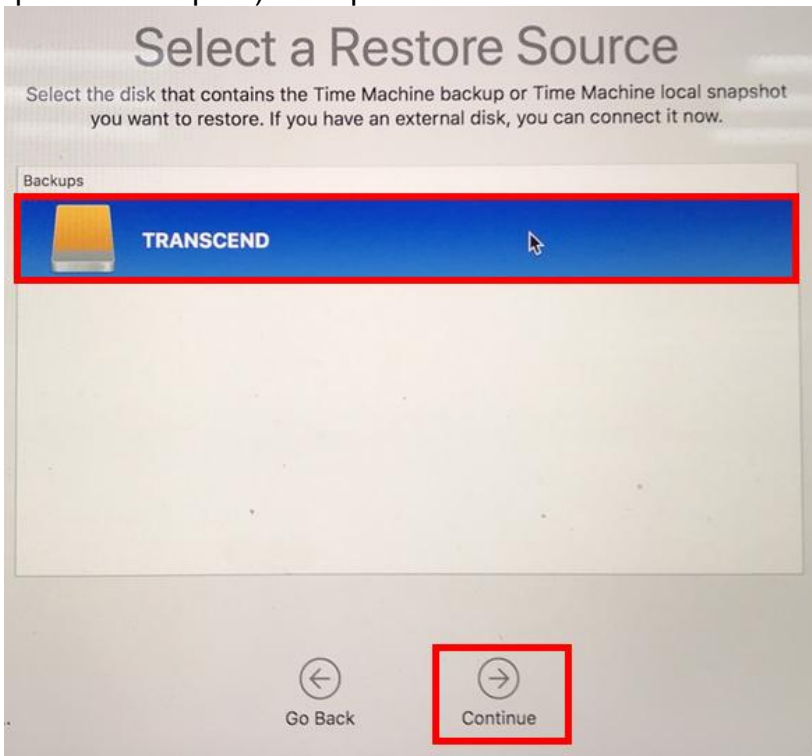 Select a Restore Source
Select the disk that contains the Time Machine backup or Time Machine local snapshot
you want to restore. If you have an external disk, you can connect it now.
Backups
TRANSCEND
Go Back
Continue